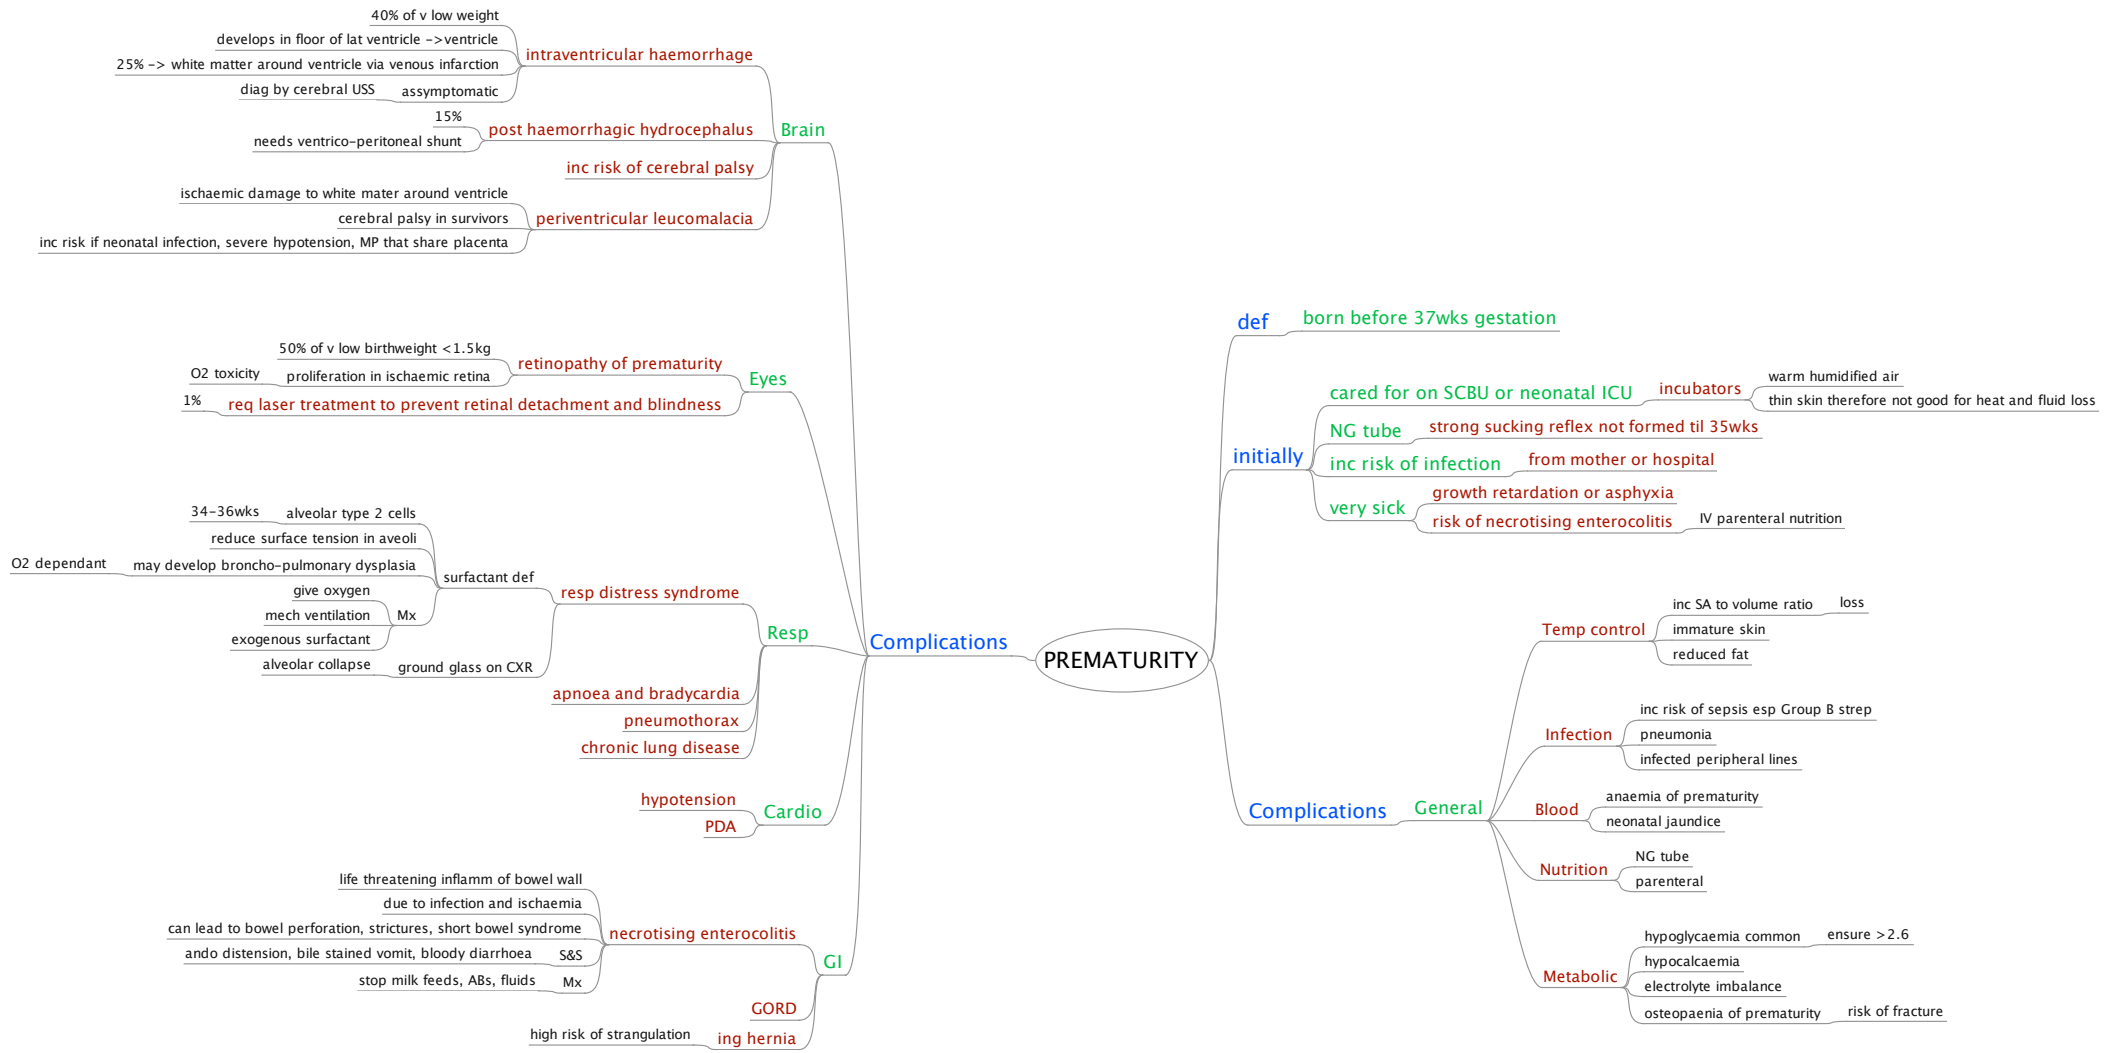 PREMATURITY
def
born before 37wks gestation
initially
cared for on SCBU or neonatal ICU
incubators
warm humidified air
thin skin therefore not good for heat and fluid loss
NG tube
strong sucking reflex not formed til 35wks
inc risk of infection
from mother or hospital
very sick
growth retardation or asphyxia
risk of necrotising enterocolitis
IV parenteral nutrition
Complications
General
Temp control
inc SA to volume ratio
loss
immature skin
reduced fat
Infection
inc risk of sepsis esp Group B strep
pneumonia
infected peripheral lines
Blood
anaemia of prematurity
neonatal jaundice
Nutrition
NG tube
parenteral
Metabolic
hypoglycaemia common
ensure >2.6
hypocalcaemia
electrolyte imbalance
osteopaenia of prematurity
risk of fracture
Complications
Brain
intraventricular haemorrhage
40% of v low weight
develops in floor of lat ventricle ->ventricle
25% -> white matter around ventricle via venous infarction
assymptomatic
diag by cerebral USS
post haemorrhagic hydrocephalus
15%
needs ventrico-peritoneal shunt
inc risk of cerebral palsy
periventricular leucomalacia
ischaemic damage to white mater around ventricle
cerebral palsy in survivors
inc risk if neonatal infection, severe hypotension, MP that share placenta
Eyes
retinopathy of prematurity
50% of v low birthweight <1.5kg
proliferation in ischaemic retina
O2 toxicity
req laser treatment to prevent retinal detachment and blindness
1%
Resp
resp distress syndrome
surfactant def
alveolar type 2 cells
34-36wks
reduce surface tension in aveoli
may develop broncho-pulmonary dysplasia
O2 dependant
Mx
give oxygen
mech ventilation
exogenous surfactant
ground glass on CXR
alveolar collapse
apnoea and bradycardia
pneumothorax
chronic lung disease
Cardio
hypotension
PDA
GI
necrotising enterocolitis
life threatening inflamm of bowel wall
due to infection and ischaemia
can lead to bowel perforation, strictures, short bowel syndrome
S&S
ando distension, bile stained vomit, bloody diarrhoea
Mx
stop milk feeds, ABs, fluids
GORD
ing hernia
high risk of strangulation